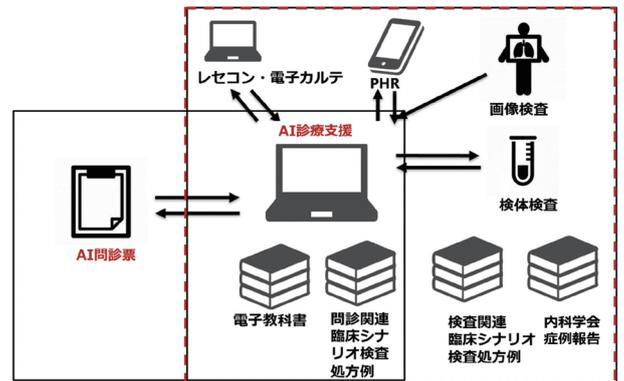 レセコン・電子カルテ
PHR
画像検査
AI診療支援
検体検査
AI問診票
電子教科書
問診関連
臨床シナ
リオ検査
処方例
検査関連
臨床シナリオ
検査処方例
内科学会
症例報告